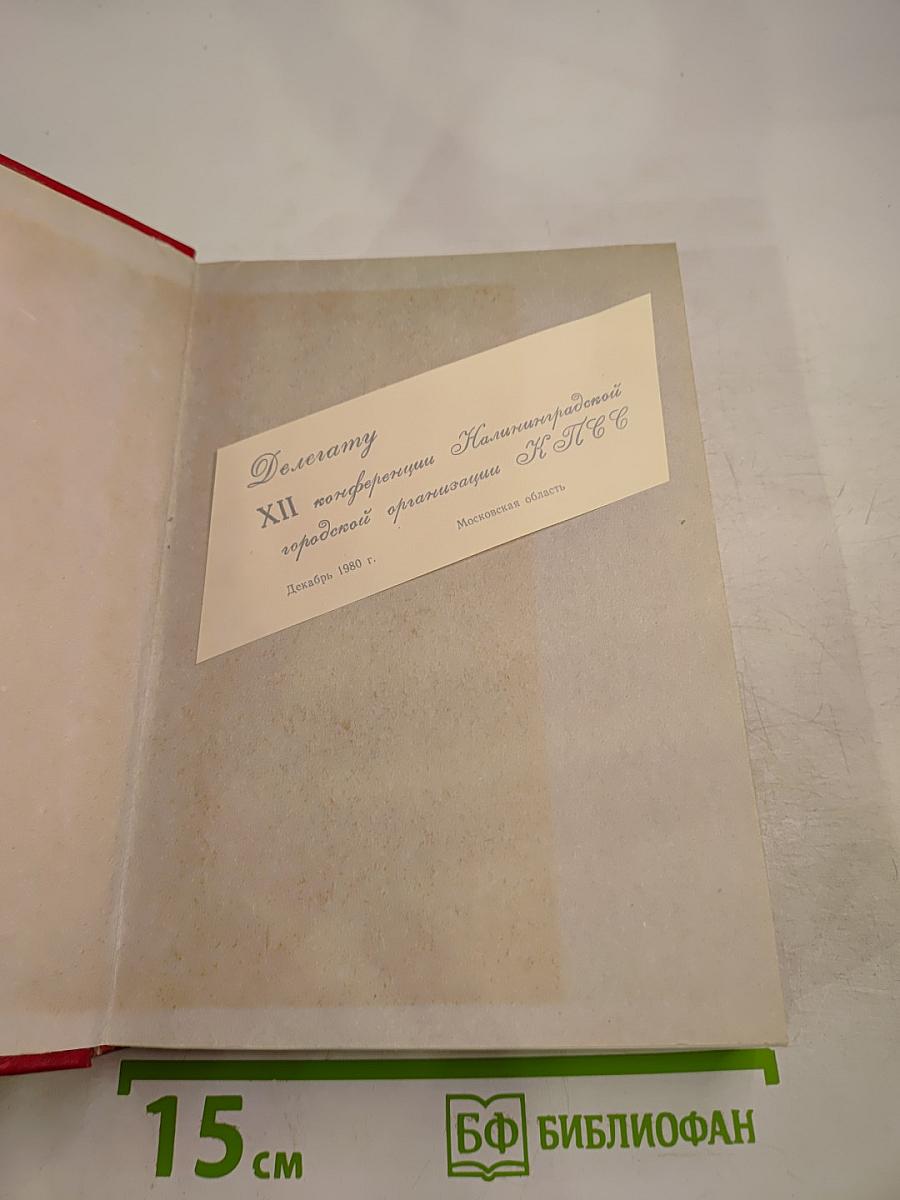 Делегату
XII конференции Калининградской
городской организации КПСС
Декабрь 1980 г. Московская область
15 см
БФ БИБЛИОФАН